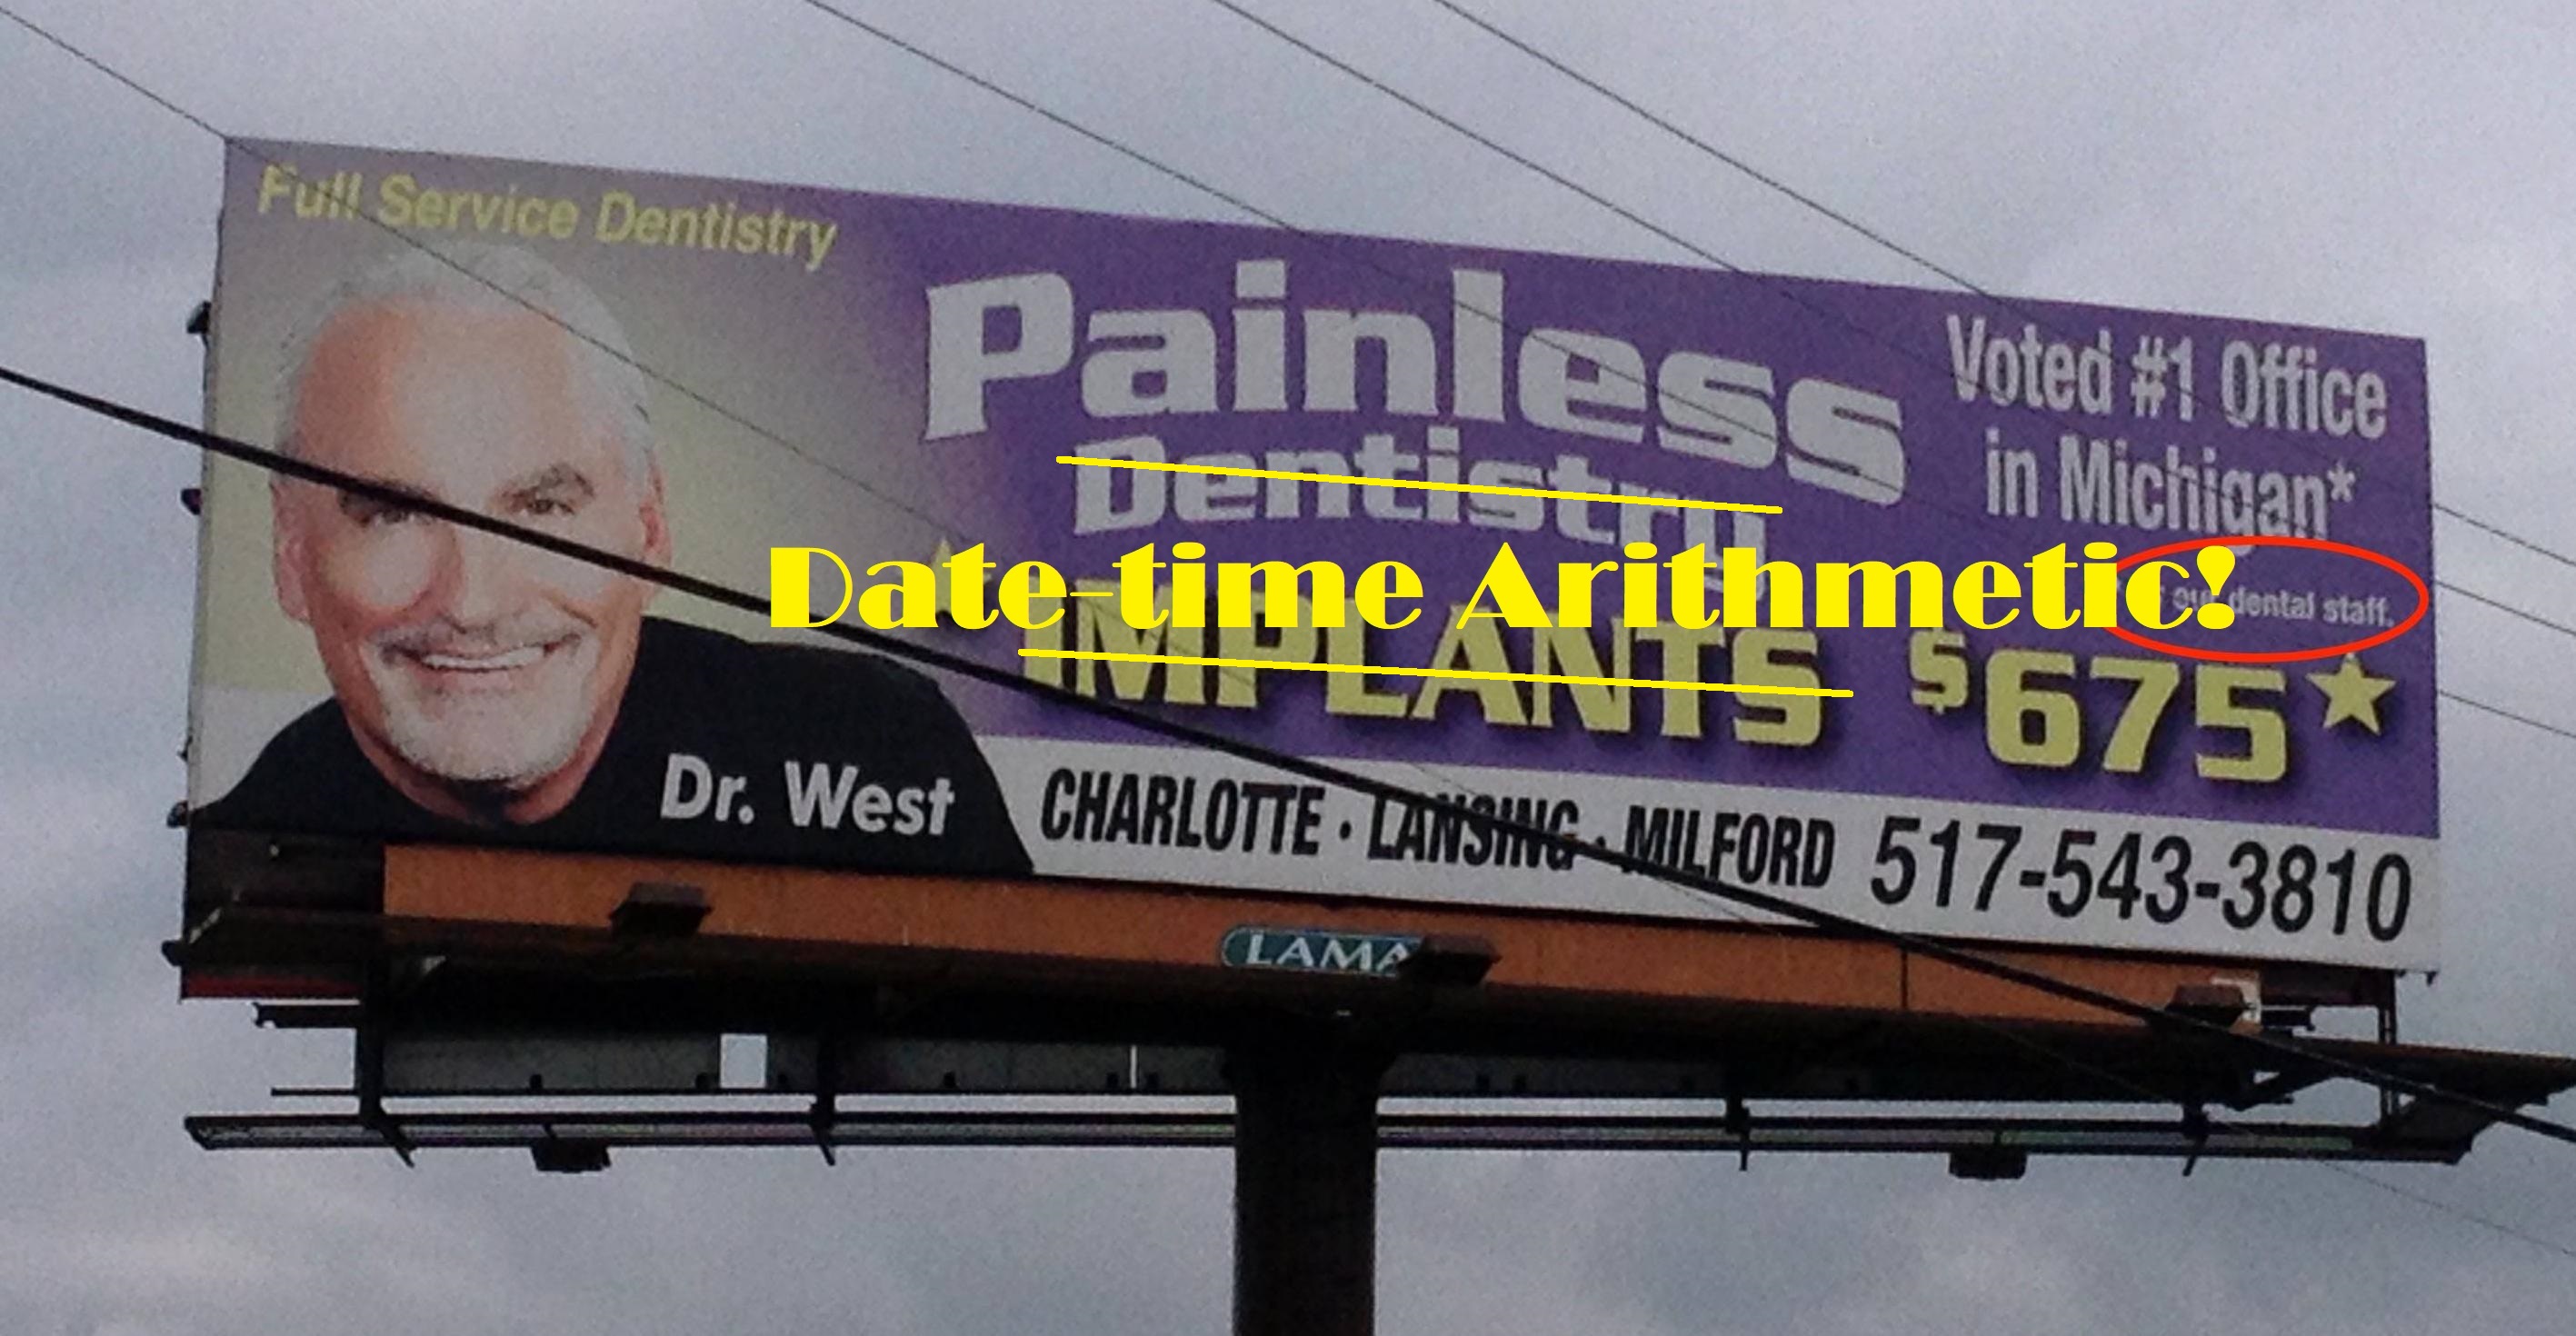 Full Service Dentistry
Painless
Dentistry
Voted #1 Office
in Michigan*
Date-time Arithmetic!
our dental staff.
IMPLANTS $675
Dr. West
CHARLOTTE · LANSING · MILFORD 517-543-3810